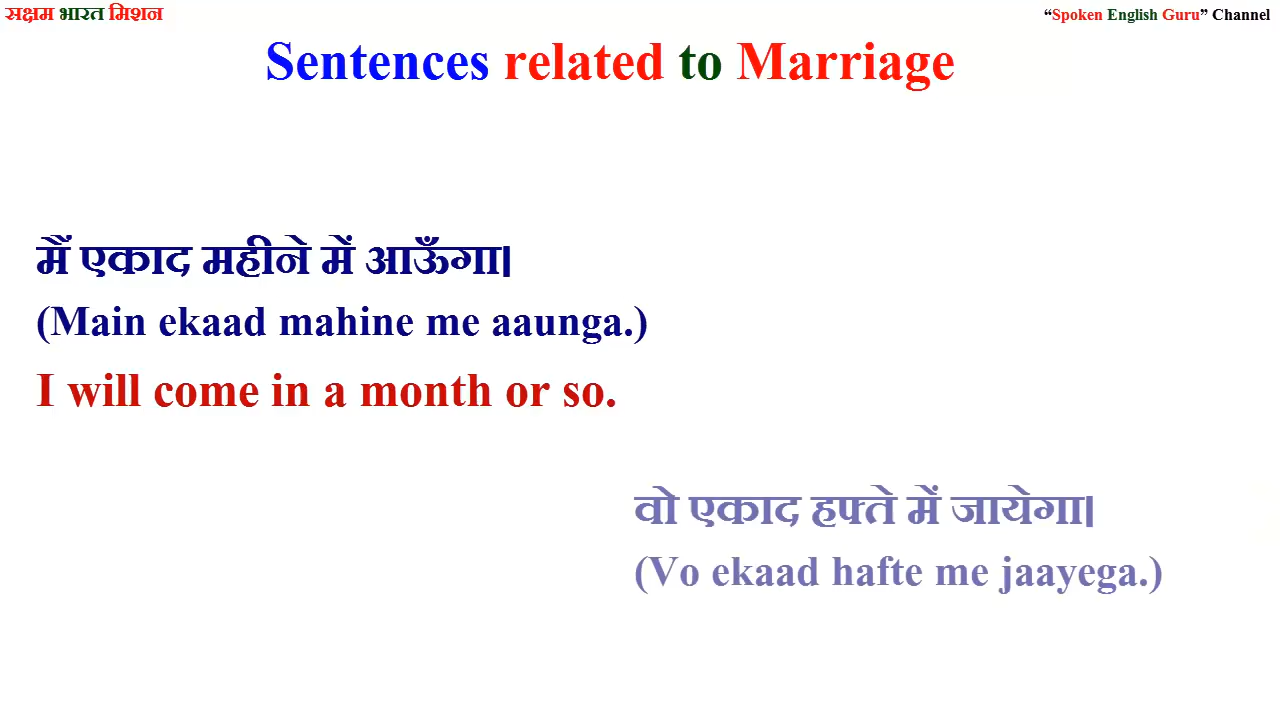 सक्षम भारत मिशन
“Spoken English Guru” Channel
Sentences related to Marriage
मैं एकाद महीने में आऊँगा।
(Main ekaad mahine me aaunga.)
I will come in a month or so.
वो एकाद हफ्ते में जायेगा।
(Vo ekaad hafte me jaayega.)